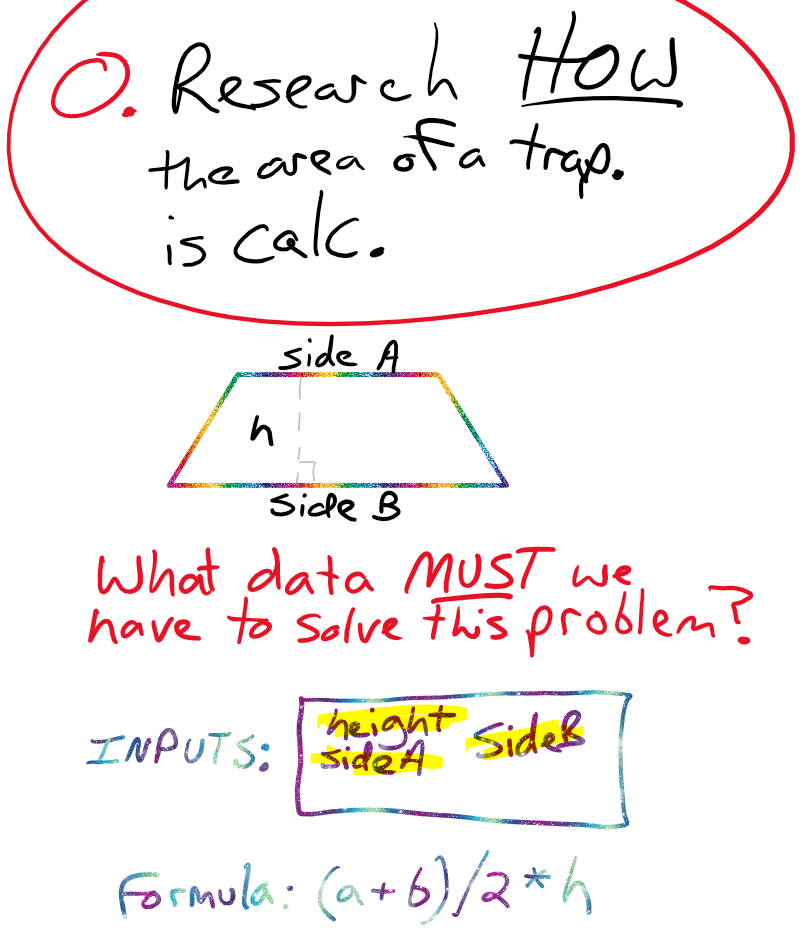 0. Research HOW
the area of a trap.
is calc.
side A
h
side B
What data MUST we
have to solve this problem?
INPUTS:
height
sideA
SideB
Formula: (a+b)/2*h